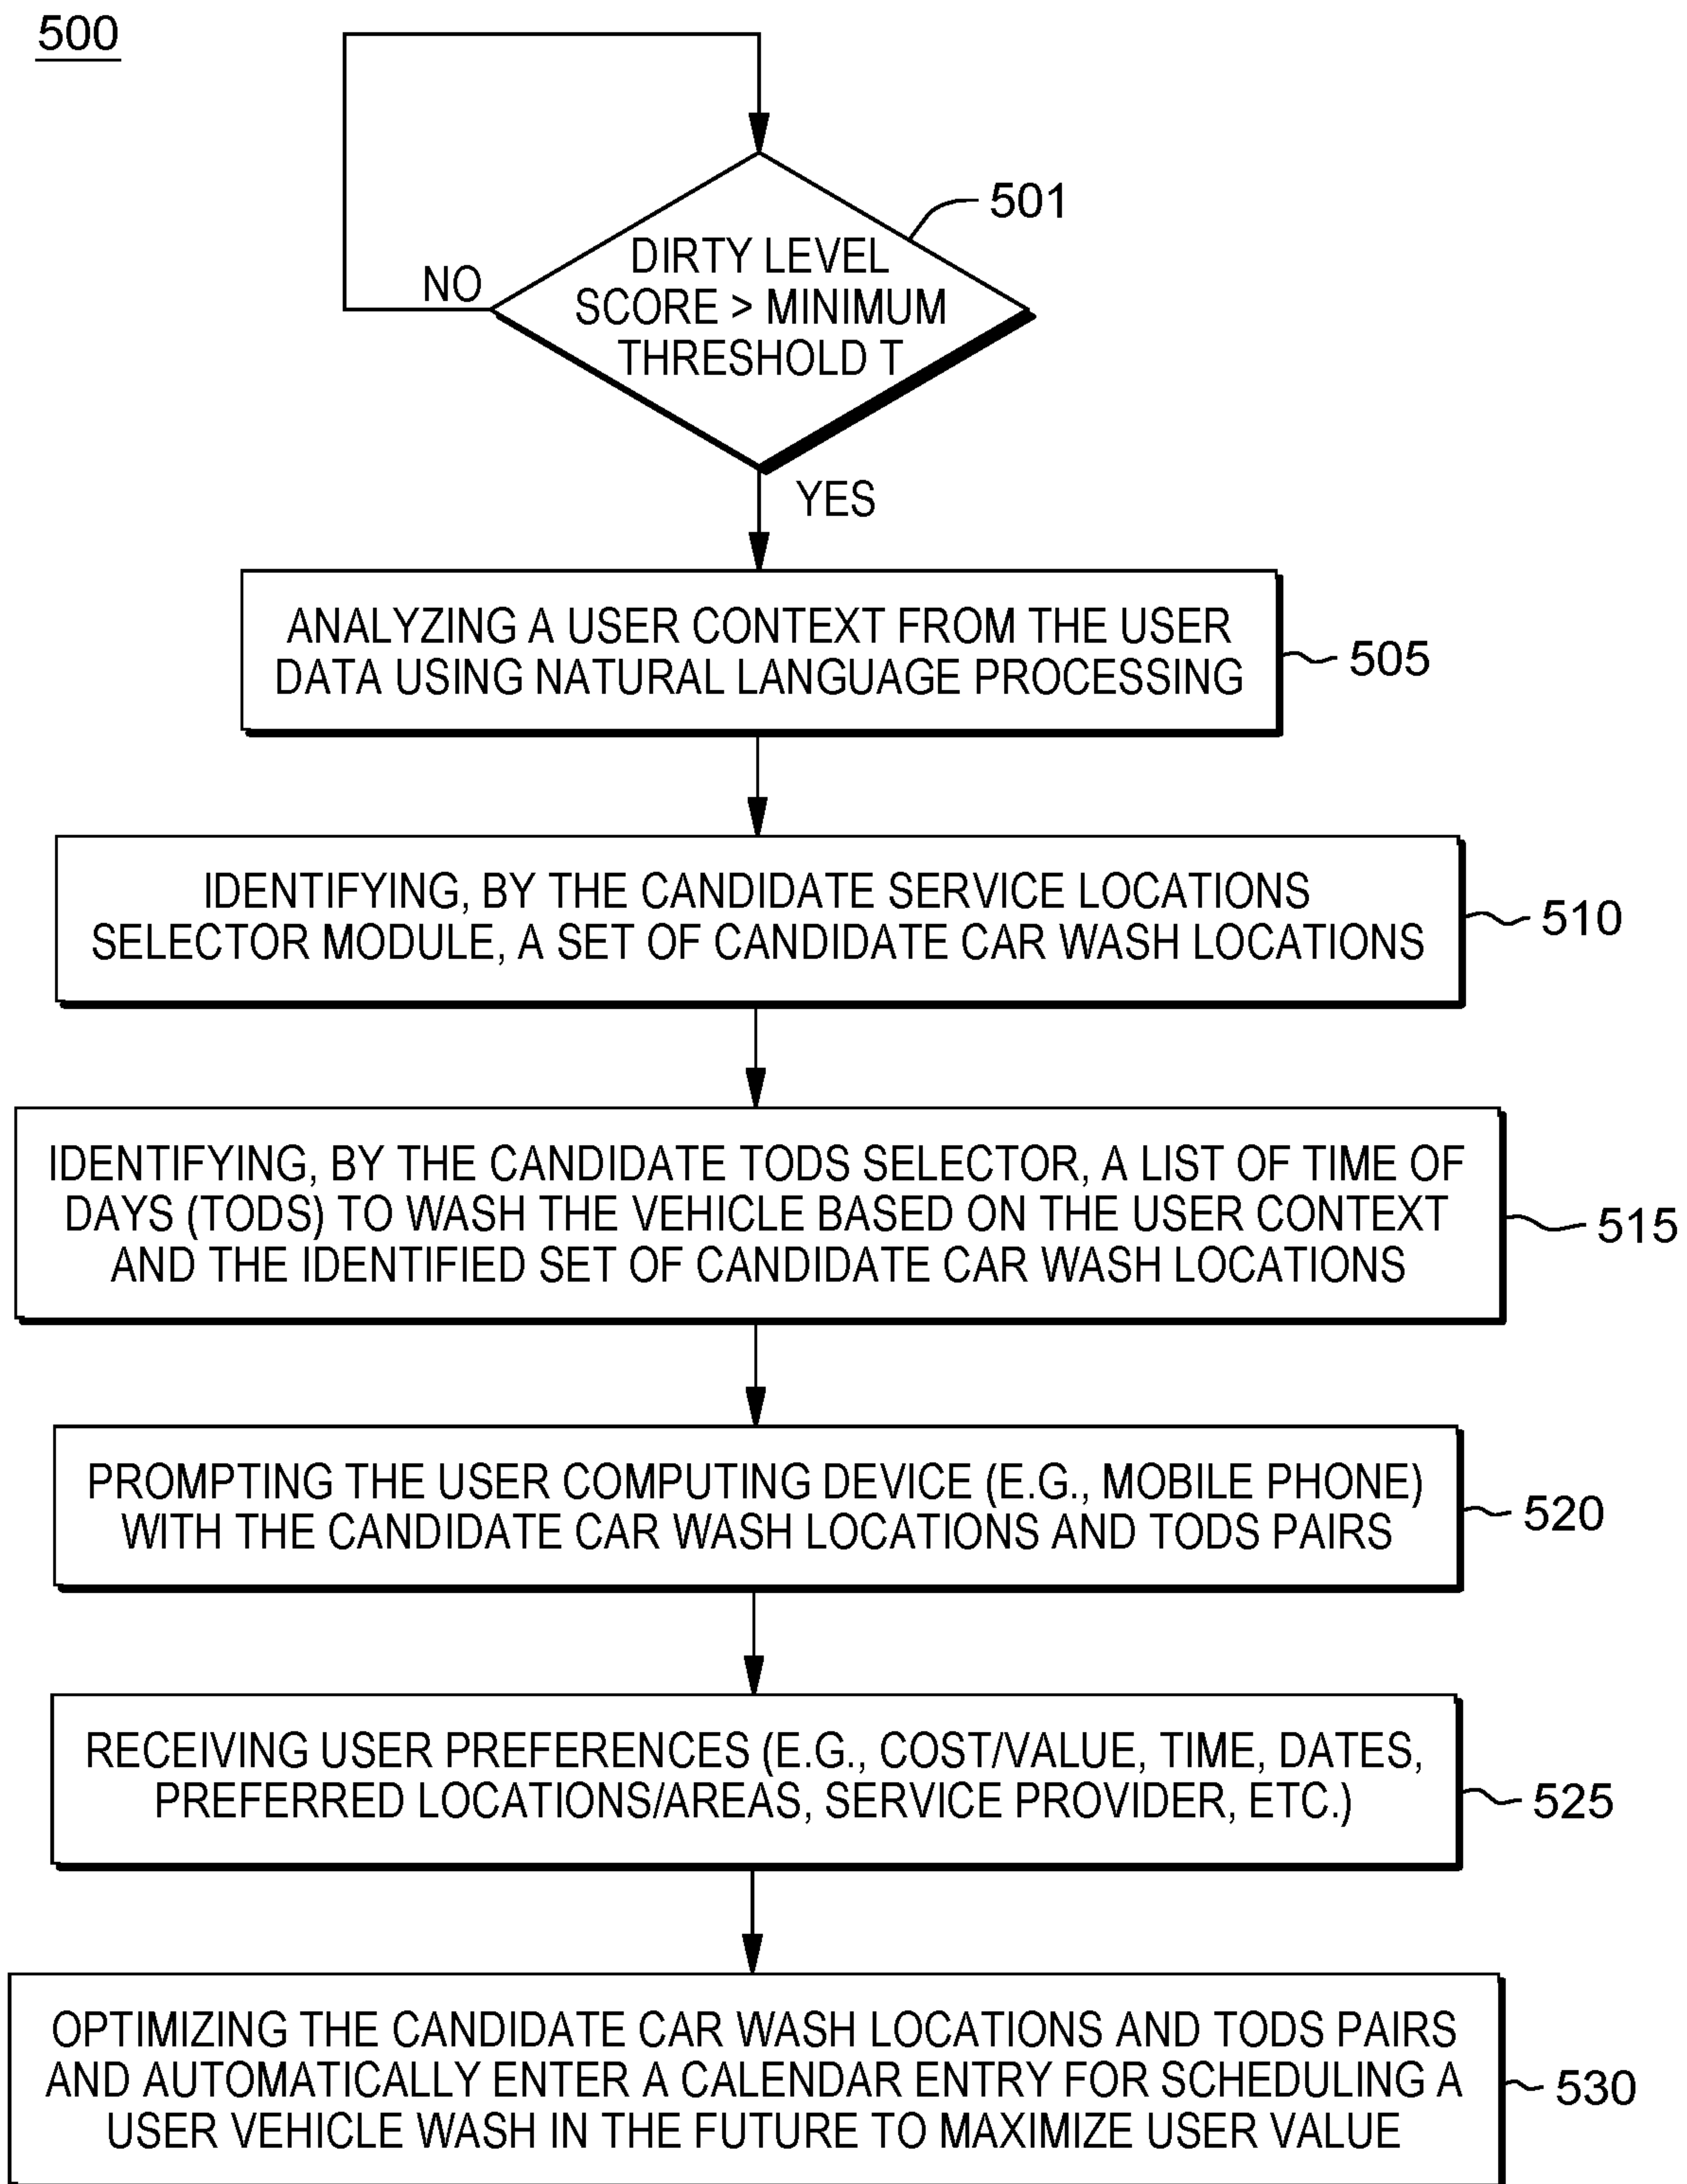 500
501
DIRTY LEVEL
SCORE > MINIMUM
THRESHOLD T
NO
YES
ANALYZING A USER CONTEXT FROM THE USER
DATA USING NATURAL LANGUAGE PROCESSING
505
IDENTIFYING, BY THE CANDIDATE SERVICE LOCATIONS
SELECTOR MODULE, A SET OF CANDIDATE CAR WASH LOCATIONS
510
IDENTIFYING, BY THE CANDIDATE TODS SELECTOR, A LIST OF TIME OF
DAYS (TODS) TO WASH THE VEHICLE BASED ON THE USER CONTEXT
AND THE IDENTIFIED SET OF CANDIDATE CAR WASH LOCATIONS
515
PROMPTING THE USER COMPUTING DEVICE (E.G., MOBILE PHONE)
WITH THE CANDIDATE CAR WASH LOCATIONS AND TODS PAIRS
520
RECEIVING USER PREFERENCES (E.G., COST/VALUE, TIME, DATES,
PREFERRED LOCATIONS/AREAS, SERVICE PROVIDER, ETC.)
525
OPTIMIZING THE CANDIDATE CAR WASH LOCATIONS AND TODS PAIRS
AND AUTOMATICALLY ENTER A CALENDAR ENTRY FOR SCHEDULING A
USER VEHICLE WASH IN THE FUTURE TO MAXIMIZE USER VALUE
530